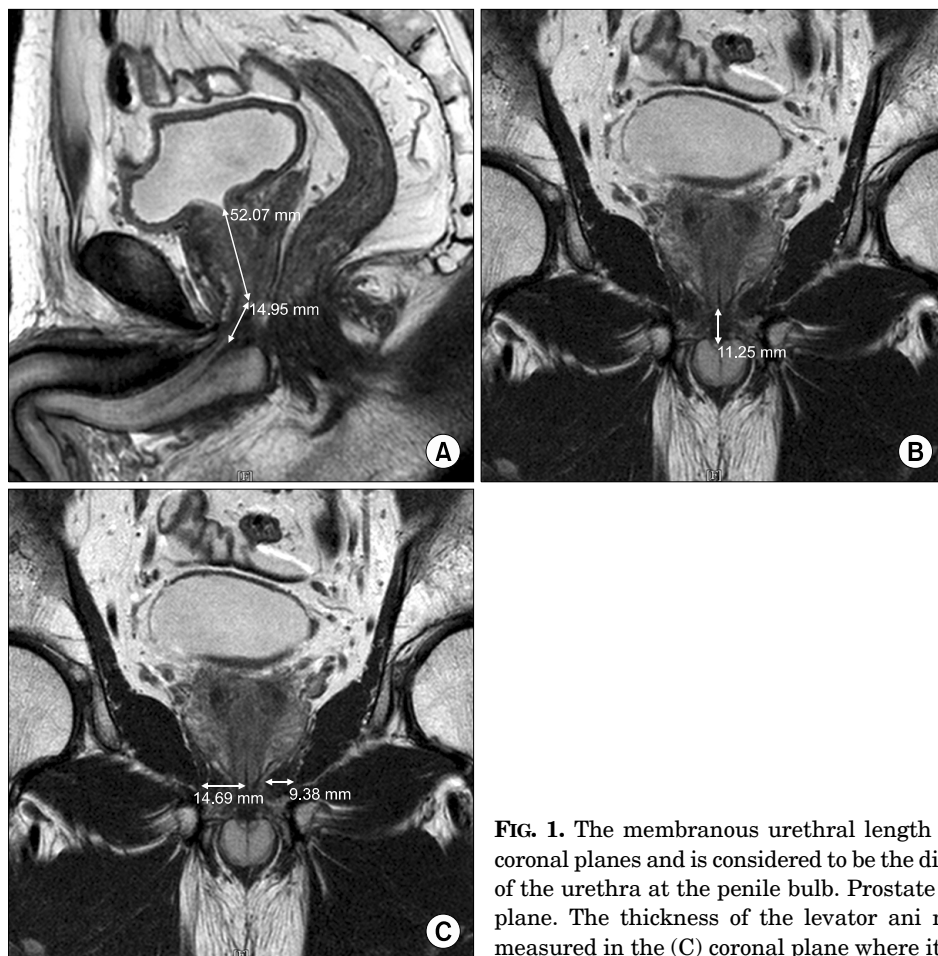 52.07 mm
14.95 mm
A
[F]
11.25 mm
B
[F]
14.69 mm
9.38 mm
C
FIG. 1. The membranous urethral length
coronal planes and is considered to be the di
of the urethra at the penile bulb. Prostate
plane. The thickness of the levator ani
measured in the (C) coronal plane where it